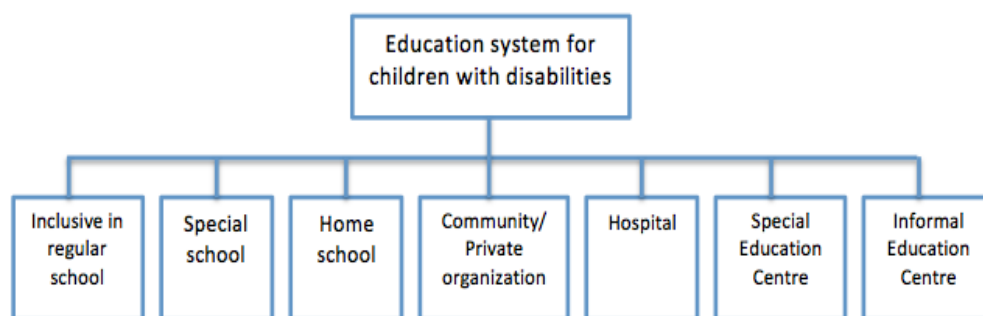 Education system for
children with disabilities
Inclusive in
regular
school
Special
school
Home
school
Community/
Private
organization
Hospital
Special
Education
Centre
Informal
Education
Centre